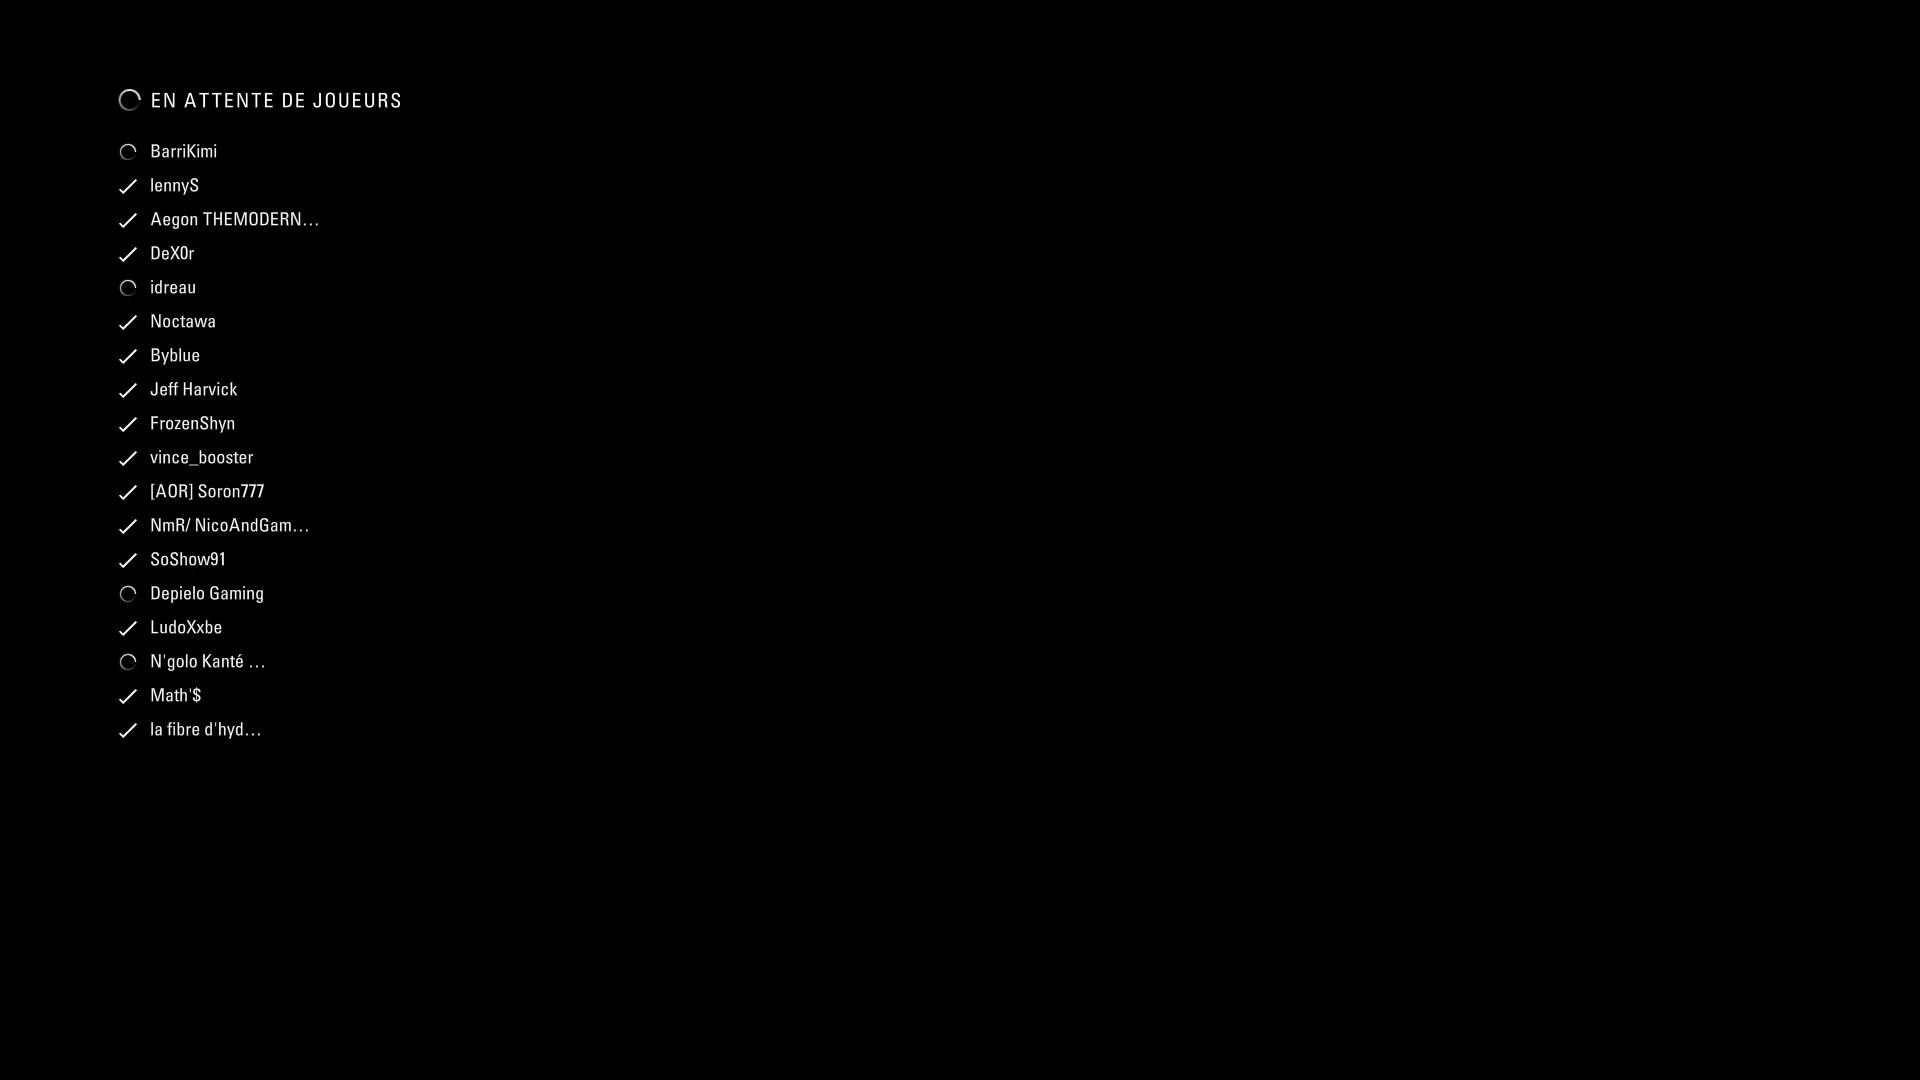 EN ATTENTE DE JOUEURS
BarriKimi
lennyS
Aegon THEMODERN...
DeX0r
idreau
Noctawa
Byblue
Jeff Harvick
FrozenShyn
vince_booster
[AOR] Soron777
NmR/ NicoAndGam...
SoShow91
Depielo Gaming
LudoXxbe
N'golo Kanté ...
Math'$
la fibre d'hyd...